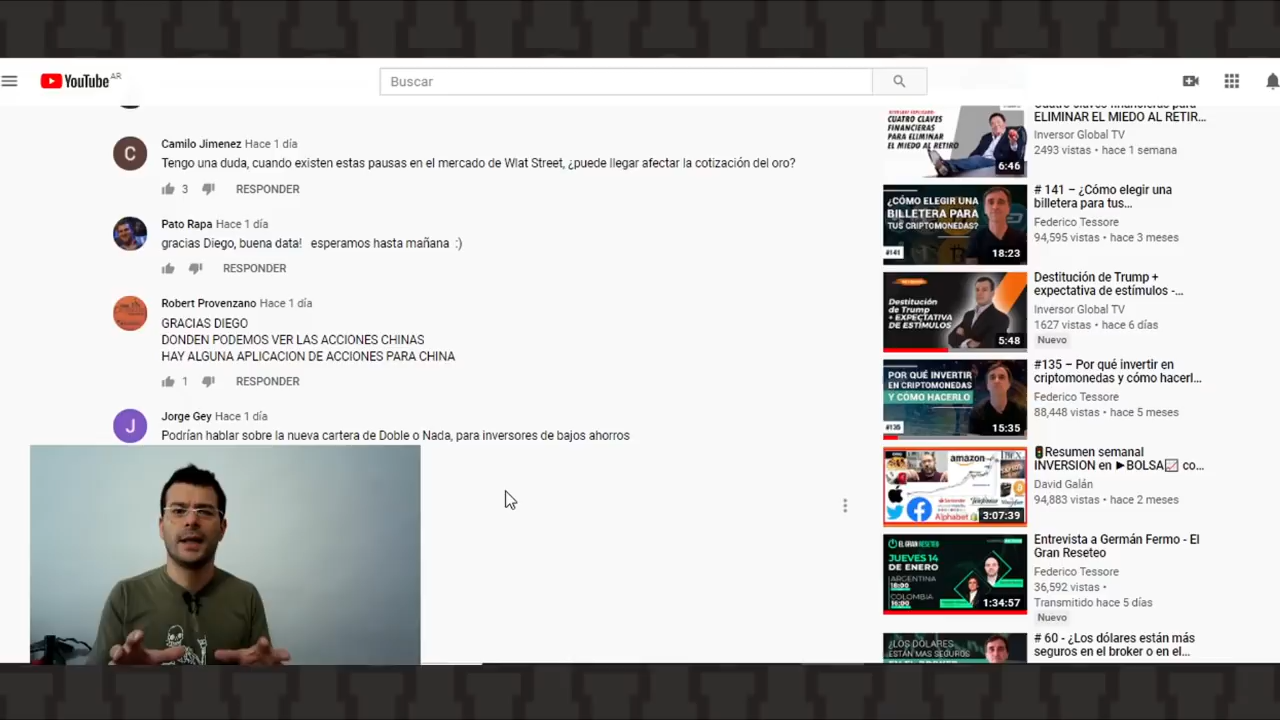 YouTube AR
Buscar
Camilo Jimenez Hace 1 día
Tengo una duda, cuando existen estas pausas en el mercado de Wlat Street, ¿puede llegar afectar la cotización del oro?
3 RESPONDER
Pato Rapa Hace 1 día
gracias Diego, buena data! esperamos hasta mañana :)
RESPONDER
Robert Provenzano Hace 1 día
GRACIAS DIEGO
DONDEN PODEMOS VER LAS ACCIONES CHINAS
HAY ALGUNA APLICACION DE ACCIONES PARA CHINA
1 RESPONDER
Jorge Gey Hace 1 día
Podrían hablar sobre la nueva cartera de Doble o Nada, para inversores de bajos ahorros
CUATRO CLAVES
FINANCIERAS
PARA ELIMINAR
EL MIEDO AL
RETIRO
6:46
Cuatro claves financieras para
ELIMINAR EL MIEDO AL RETIR...
Inversor Global TV
2493 vistas • hace 1 semana
¿CÓMO ELEGIR UNA
BILLETERA PARA
TUS CRIPTOMONEDAS?
#141
18:23
# 141 – ¿Cómo elegir una
billetera para tus...
Federico Tessore
94,595 vistas • hace 3 meses
Destitución
de Trump
+ EXPECTATIVA
DE ESTÍMULOS
5:48
Destitución de Trump +
expectativa de estímulos -...
Inversor Global TV
1627 vistas • hace 6 días
Nuevo
POR QUÉ INVERTIR
EN CRIPTOMONEDAS
Y CÓMO HACERLO
#135
15:35
#135 – Por qué invertir en
criptomonedas y cómo hacerl...
Federico Tessore
88,448 vistas • hace 5 meses
amazon
Santander
Alphabet
3:07:39
Resumen semanal
INVERSION en ►BOLSA co...
David Galán
94,883 vistas • hace 2 meses
EL GRAN RESETEO
JUEVES 14
DE ENERO
ARGENTINA
18:00
COLOMBIA
16:00
1:34:57
Entrevista a Germán Fermo - El
Gran Reseteo
Federico Tessore
36,592 vistas •
Transmitido hace 5 días
Nuevo
¿LOS DÓLARES
ESTÁN MÁS SEGUROS
# 60 - ¿Los dólares están más
seguros en el broker o en el...